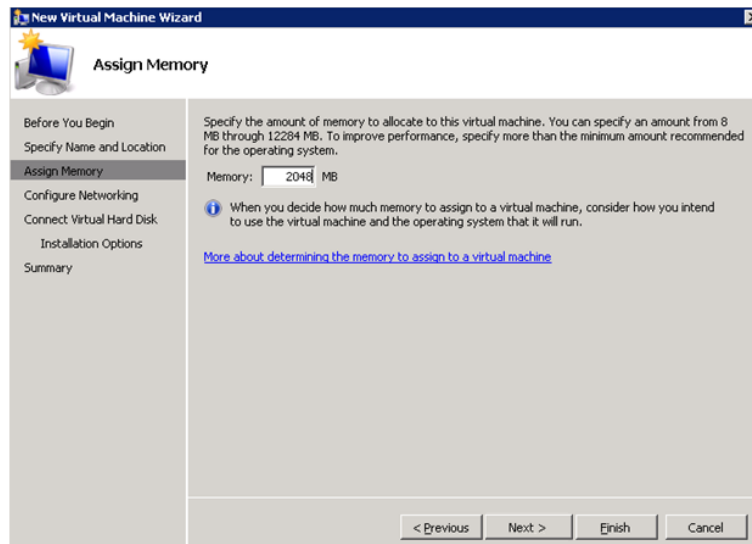 New Virtual Machine Wizard
Assign Memory
Before You Begin
Specify Name and Location
Assign Memory
Configure Networking
Connect Virtual Hard Disk
Installation Options
Summary
Specify the amount of memory to allocate to this virtual machine. You can specify an amount from 8
MB through 12284 MB. To improve performance, specify more than the minimum amount recommended
for the operating system.
Memory: 2048 MB
When you decide how much memory to assign to a virtual machine, consider how you intend
to use the virtual machine and the operating system that it will run.
More about determining the memory to assign to a virtual machine
< Previous
Next >
Finish
Cancel